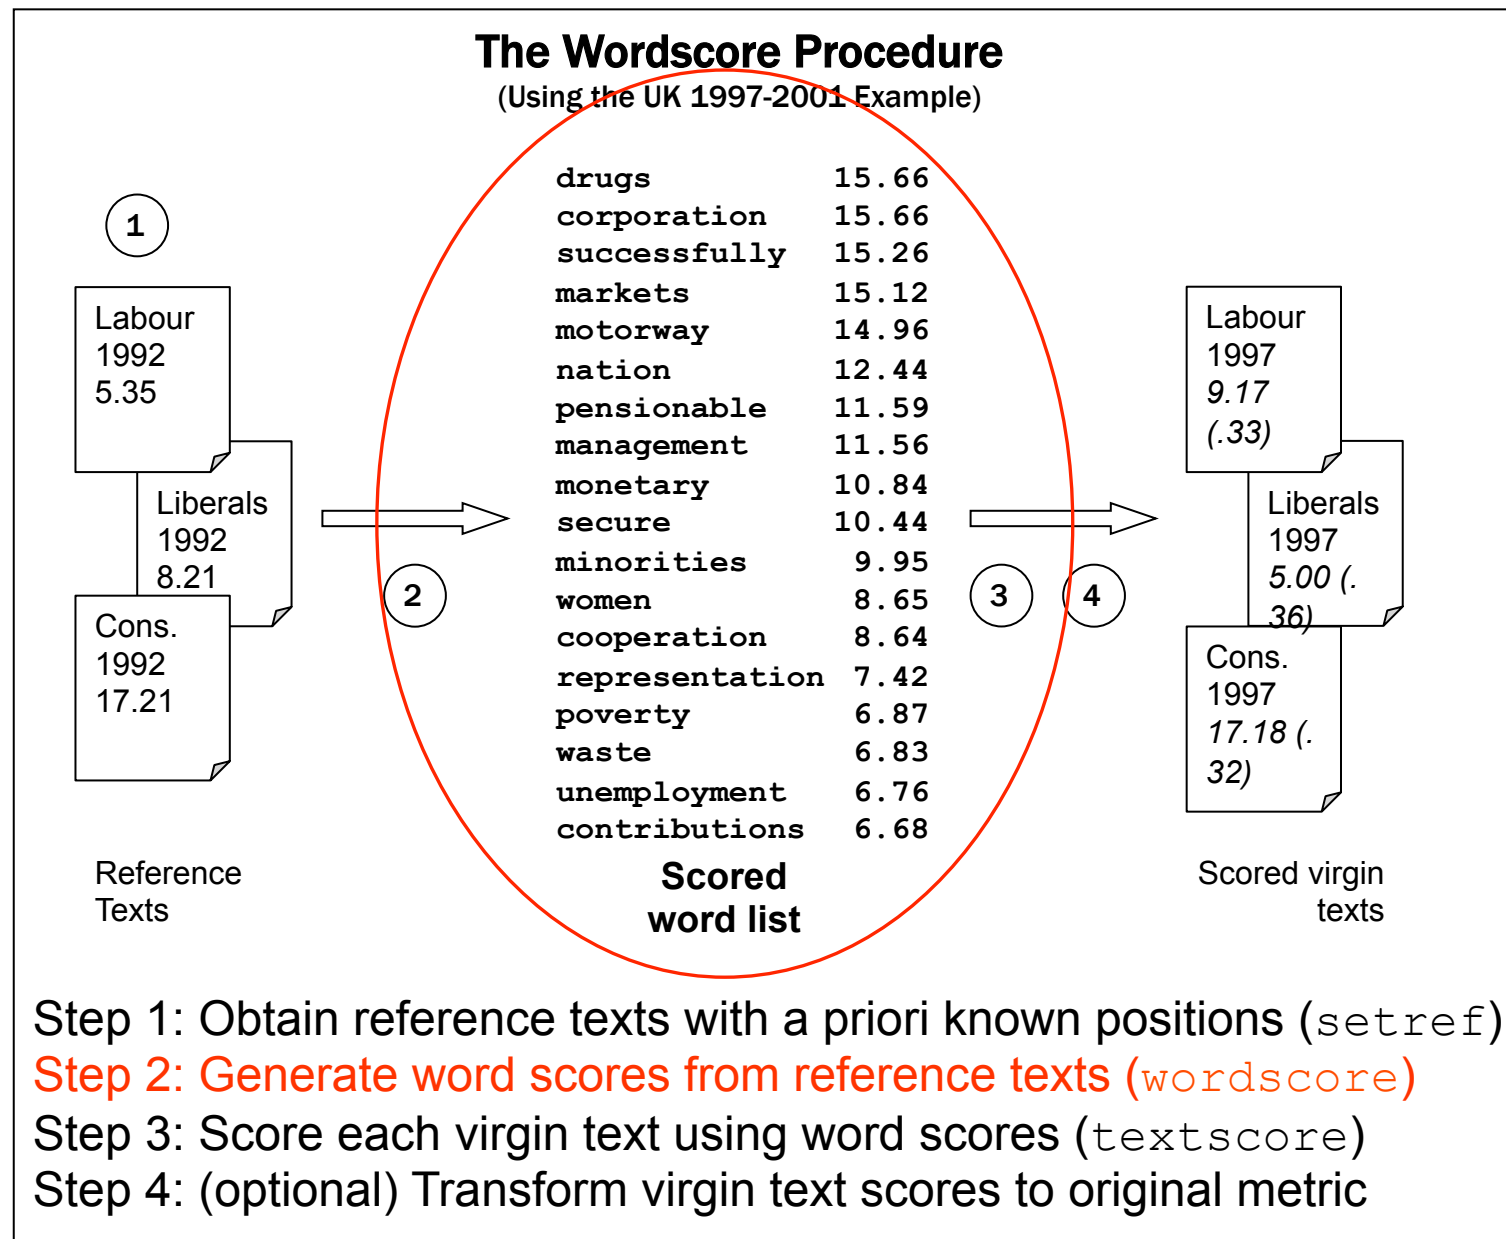 The Wordscore Procedure
(Using the UK 1997-2001 Example)
1
Labour
1992
5.35
Liberals
1992
8.21
Cons.
1992
17.21
Reference
Texts
2
drugs 15.66
corporation 15.66
successfully 15.26
markets 15.12
motorway 14.96
nation 12.44
pensionable 11.59
management 11.56
monetary 10.84
secure 10.44
minorities 9.95
women 8.65
cooperation 8.64
representation 7.42
poverty 6.87
waste 6.83
unemployment 6.76
contributions 6.68
Scored
word list
3
4
Labour
1997
9.17
(.33)
Liberals
1997
5.00 (.
36)
Cons.
1997
17.18 (.
32)
Scored virgin
texts
Step 1: Obtain reference texts with a priori known positions (setref)
Step 2: Generate word scores from reference texts (wordscore)
Step 3: Score each virgin text using word scores (textscore)
Step 4: (optional) Transform virgin text scores to original metric